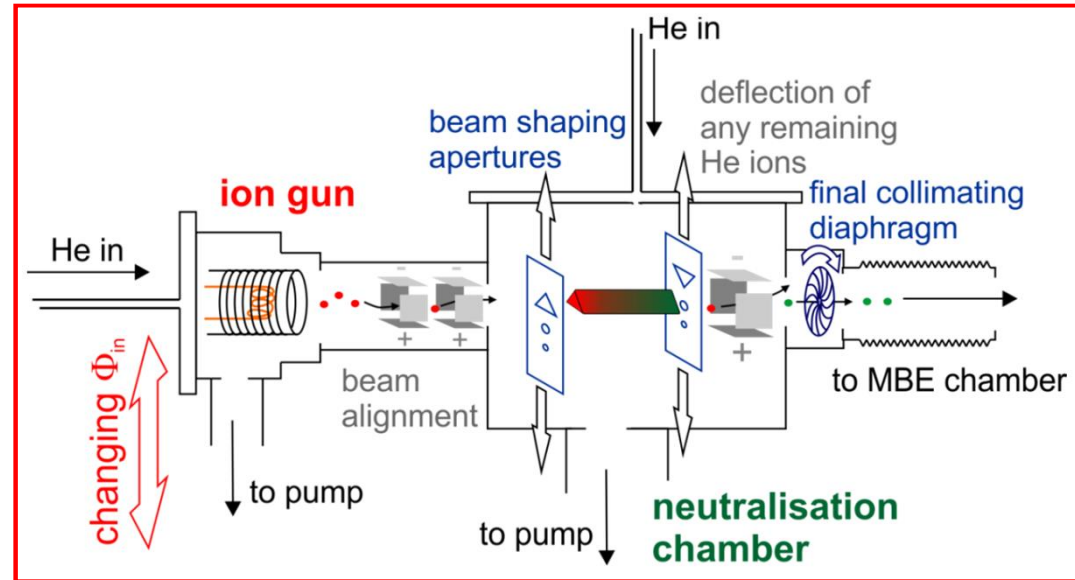 He in
beam shaping
apertures
deflection of
any remaining
He ions
ion gun
final collimating
diaphragm
He in
- - -
+ + +
changing Φin
beam
alignment
to MBE chamber
to pump
to pump
neutralisation
chamber